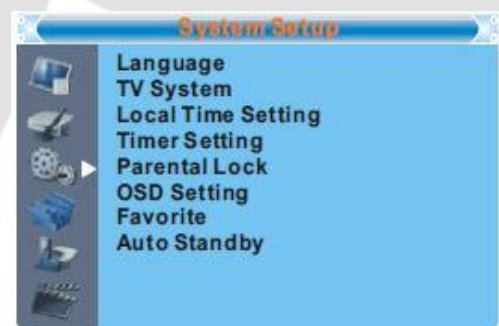 System Setup
Language
TV System
Local Time Setting
Timer Setting
Parental Lock
OSD Setting
Favorite
Auto Standby